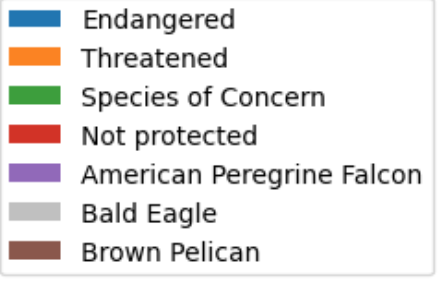 Endangered
Threatened
Species of Concern
Not protected
American Peregrine Falcon
Bald Eagle
Brown Pelican